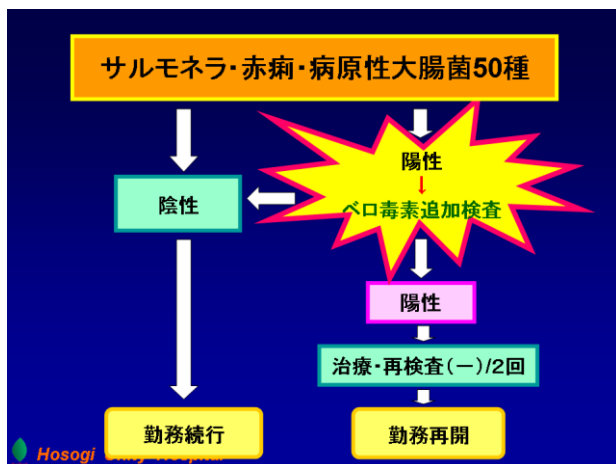 サルモネラ・赤痢・病原性大腸菌50種
陽性
↓
ベロ毒素追加検査
陰性
陽性
治療・再検査(－)/2回
勤務続行
勤務再開
Hosogi Unity Hospital